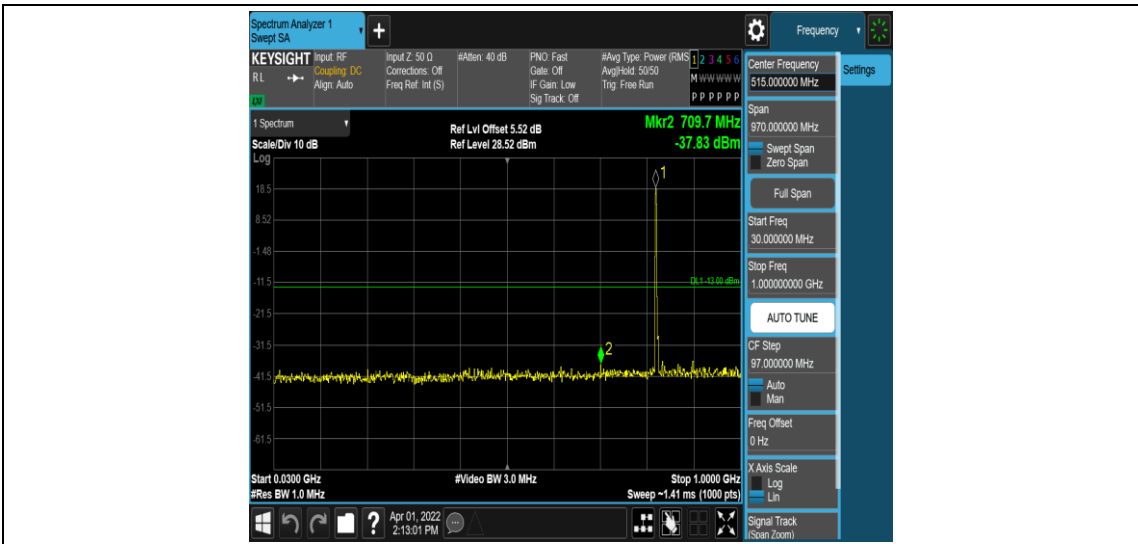 Spectrum Analyzer 1
Swept SA
+
Frequency
KEYSIGHT
RL
LXI
Input: RF
Coupling: DC
Align: Auto
Input Z: 50 Ω
Corrections: Off
Freq Ref: Int (S)
#Atten: 40 dB
PNO: Fast
Gate: Off
IF Gain: Low
Sig Track: Off
#Avg Type: Power (RMS
Avg|Hold: 50/50
Trig: Free Run
1 2 3 4 5 6
M W W W W W
P P P P P P
Center Frequency
515.000000 MHz
Settings
1 Spectrum
Scale/Div 10 dB
Log
Ref Lvl Offset 5.52 dB
Ref Level 28.52 dBm
Mkr2 709.7 MHz
-37.83 dBm
Span
970.000000 MHz
Swept Span
Zero Span
Full Span
Start Freq
30.000000 MHz
Stop Freq
1.000000000 GHz
AUTO TUNE
CF Step
97.000000 MHz
Auto
Man
Freq Offset
0 Hz
X Axis Scale
Log
Lin
Signal Track
(Span Zoom)
1
18.5
8.52
-1.48
-11.5
DL1 -13.00 dBm
-21.5
-31.5
2
-41.5
-51.5
-61.5
Start 0.0300 GHz
#Res BW 1.0 MHz
#Video BW 3.0 MHz
Stop 1.0000 GHz
Sweep ~1.41 ms (1000 pts)
?
Apr 01, 2022
2:13:01 PM